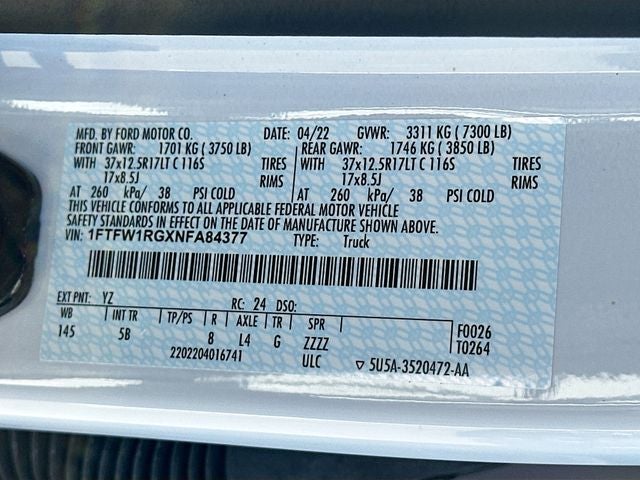 MFD. BY FORD MOTOR CO. DATE: 04/22 GVWR: 3311 KG ( 7300 LB)
FRONT GAWR: 1701 KG ( 3750 LB) REAR GAWR: 1746 KG ( 3850 LB)
WITH 37x12.5R17LT C 116S TIRES WITH 37x12.5R17LT C 116S TIRES
17x8.5J RIMS 17x8.5J RIMS
AT 260 kPa/ 38 PSI COLD AT 260 kPa/ 38 PSI COLD
THIS VEHICLE CONFORMS TO ALL APPLICABLE FEDERAL MOTOR VEHICLE
SAFETY STANDARDS IN EFFECT ON THE DATE OF MANUFACTURE SHOWN ABOVE.
VIN: 1FTFW1RGXNFA84377 TYPE: Truck
EXT PNT: YZ RC: 24 DSO:
WB INT TR TP/PS R AXLE TR SPR F0026
145 5B 8 L4 G ZZZZ T0264
2202204016741 ULC ▽ 5U5A-3520472-AA